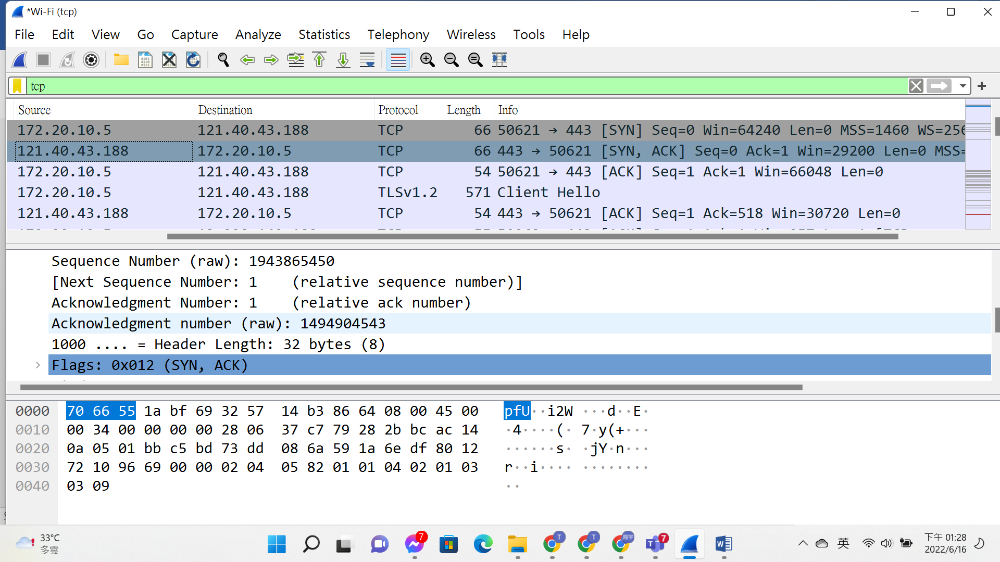 *Wi-Fi (tcp)
File Edit View Go Capture Analyze Statistics Telephony Wireless Tools Help
tcp
Source Destination Protocol Length Info
172.20.10.5 121.40.43.188 TCP 66 50621 → 443 [SYN] Seq=0 Win=64240 Len=0 MSS=1460 WS=256
121.40.43.188 172.20.10.5 TCP 66 443 → 50621 [SYN, ACK] Seq=0 Ack=1 Win=29200 Len=0 MSS=
172.20.10.5 121.40.43.188 TCP 54 50621 → 443 [ACK] Seq=1 Ack=1 Win=66048 Len=0
172.20.10.5 121.40.43.188 TLSv1.2 571 Client Hello
121.40.43.188 172.20.10.5 TCP 54 443 → 50621 [ACK] Seq=1 Ack=518 Win=30720 Len=0
Sequence Number (raw): 1943865450
[Next Sequence Number: 1 (relative sequence number)]
Acknowledgment Number: 1 (relative ack number)
Acknowledgment number (raw): 1494904543
1000 .... = Header Length: 32 bytes (8)
Flags: 0x012 (SYN, ACK)
0000 70 66 55 1a bf 69 32 57 14 b3 86 64 08 00 45 00 pfU··i2W ···d··E·
0010 00 34 00 00 00 00 28 06 37 c7 79 28 2b bc ac 14 ·4····(· 7·y(+···
0020 0a 05 01 bb c5 bd 73 dd 08 6a 59 1a 6e df 80 12 ······s· ·jY·n···
0030 72 10 96 69 00 00 02 04 05 82 01 01 04 02 01 03 r··i···· ········
0040 03 09 ··
33°C
多雲
7
T
T
翔宇
7
英
下午 01:28
2022/6/16